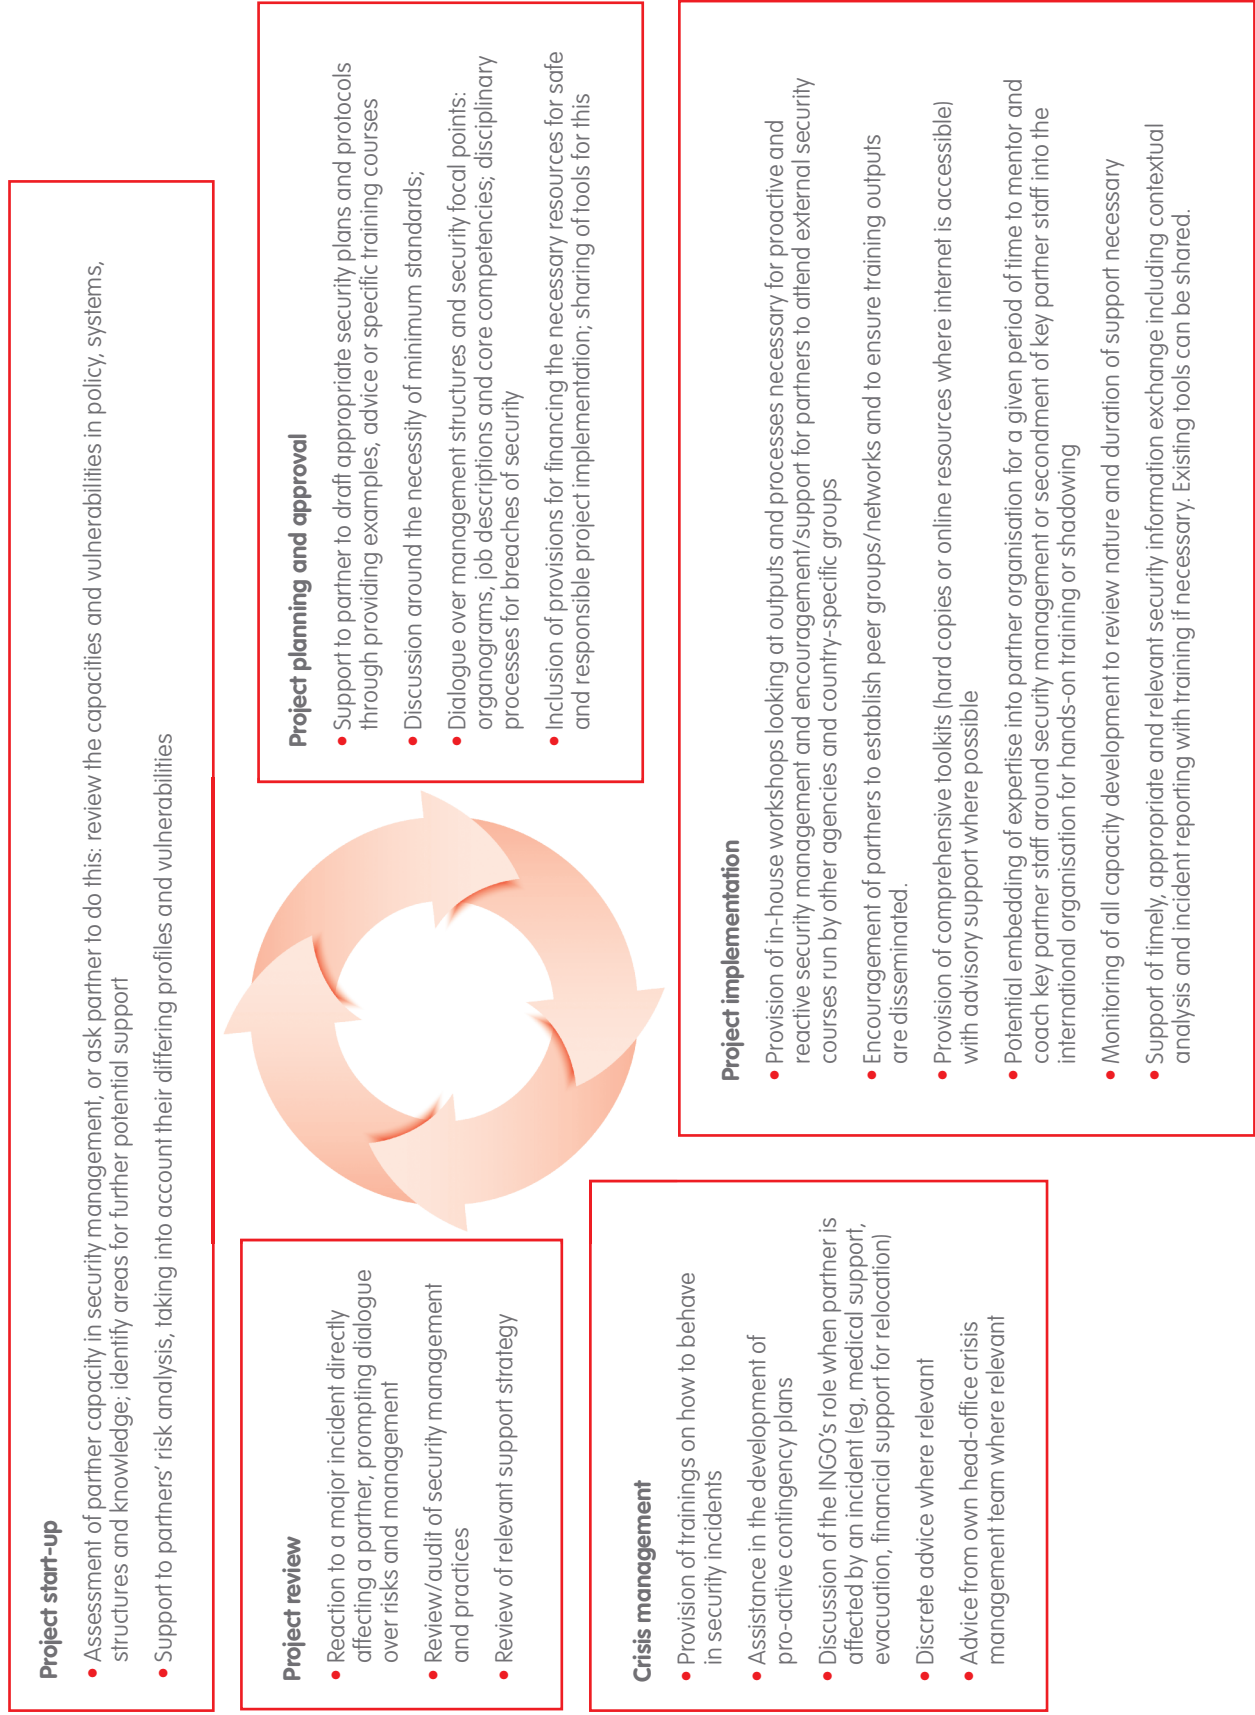 Project start-up
• Assessment of partner capacity in security management, or ask partner to do this: review the capacities and vulnerabilities in policy, systems,
structures and knowledge; identify areas for further potential support
• Support to partners’ risk analysis, taking into account their differing profiles and vulnerabilities
Project planning and approval
• Support to partner to draft appropriate security plans and protocols
through providing examples, advice or specific training courses
• Discussion around the necessity of minimum standards;
• Dialogue over management structures and security focal points:
organograms, job descriptions and core competencies; disciplinary
processes for breaches of security
• Inclusion of provisions for financing the necessary resources for safe
and responsible project implementation; sharing of tools for this
Project implementation
• Provision of in-house workshops looking at outputs and processes necessary for proactive and
reactive security management and encouragement/support for partners to attend external security
courses run by other agencies and country-specific groups
• Encouragement of partners to establish peer groups/networks and to ensure training outputs
are disseminated.
• Provision of comprehensive toolkits (hard copies or online resources where internet is accessible)
with advisory support where possible
• Potential embedding of expertise into partner organisation for a given period of time to mentor and
coach key partner staff around security management or secondment of key partner staff into the
international organisation for hands-on training or shadowing
• Monitoring of all capacity development to review nature and duration of support necessary
• Support of timely, appropriate and relevant security information exchange including contextual
analysis and incident reporting with training if necessary. Existing tools can be shared.
Crisis management
• Provision of trainings on how to behave
in security incidents
• Assistance in the development of
pro-active contingency plans
• Discussion of the INGO’s role when partner is
affected by an incident (eg, medical support,
evacuation, financial support for relocation)
• Discrete advice where relevant
• Advice from own head-office crisis
management team where relevant
Project review
• Reaction to a major incident directly
affecting a partner, prompting dialogue
over risks and management
• Review/audit of security management
and practices
• Review of relevant support strategy